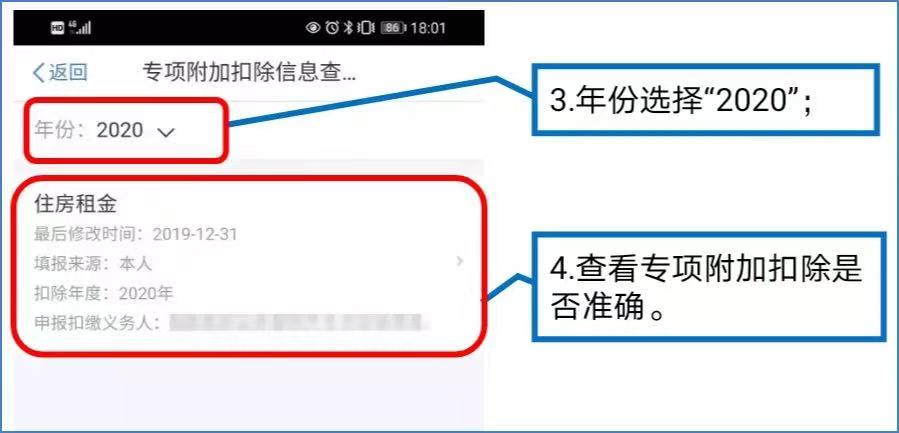 HD 4G 86 18:01
返回 专项附加扣除信息查...
年份：2020
3.年份选择“2020”；
住房租金
最后修改时间：2019-12-31
填报来源：本人
扣除年度：2020年
申报扣缴义务人：
4.查看专项附加扣除是
否准确。